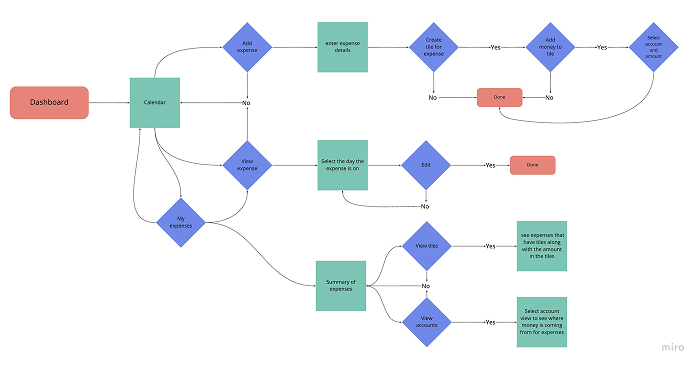 Add
expense
enter expense
details
Create
tile for
expense
Yes
Add
money to
tile
Yes
Select
account
and
amount
Dashboard
Calendar
No
No
Done
No
View
expense
Select the day the
expense is on
Edit
Yes
Done
No
My
expenses
Summary of
expenses
View tiles
Yes
see expenses that
have tiles along
with the amount
in the tiles
No
View
accounts
Yes
Select account
view to see where
money is coming
from for expenses
miro